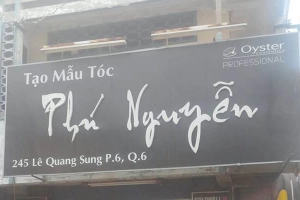 Oyster
PROFESSIONAL
Tạo Mẫu Tóc
Phú Nguyễn
245 Lê Quang Sung P.6, Q.6